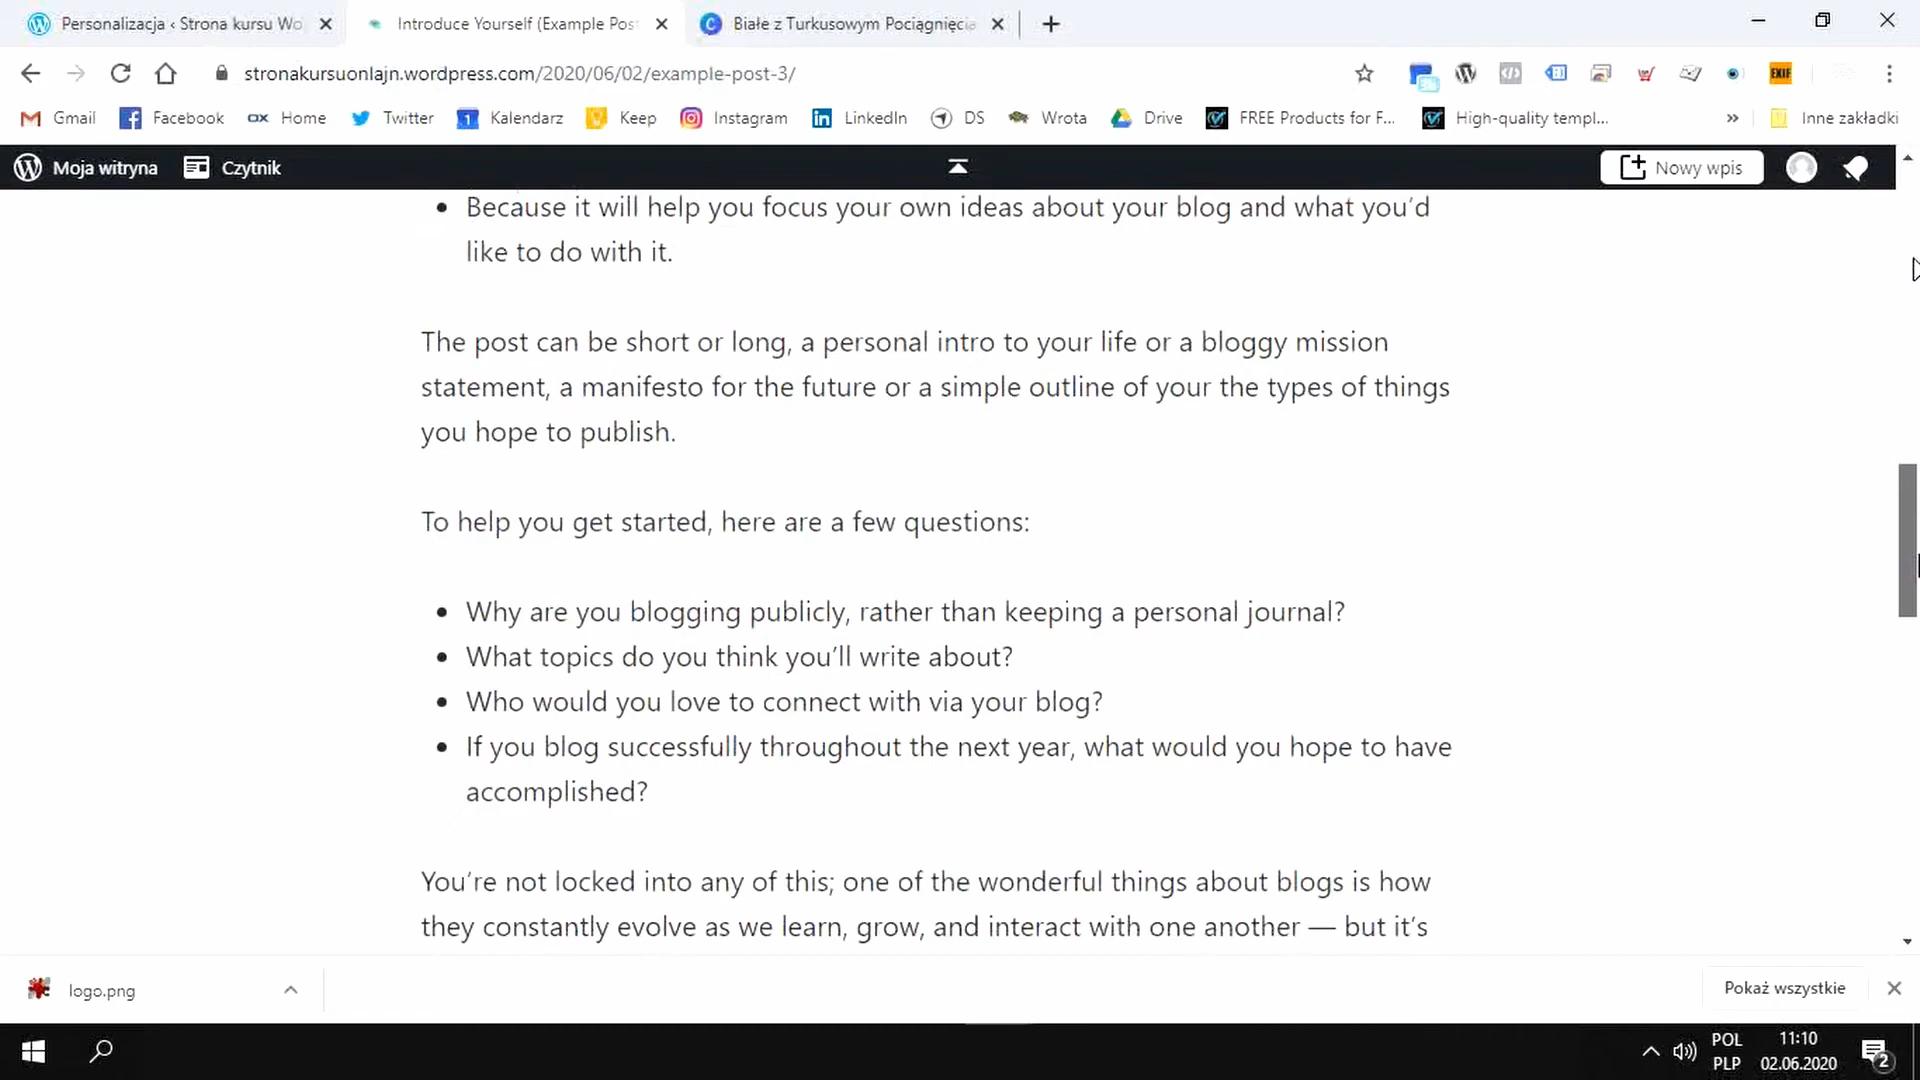 Personalizacja ‹ Strona kursu Wo
Introduce Yourself (Example Pos
Białe z Turkusowym Pociągnięcia
stronakursuonlajn.wordpress.com/2020/06/02/example-post-3/
EXIF
Gmail
Facebook
OX Home
Twitter
1 Kalendarz
Keep
Instagram
LinkedIn
DS
Wrota
Drive
FREE Products for F...
High-quality templ...
»
Inne zakładki
Moja witryna
Czytnik
Nowy wpis
• Because it will help you focus your own ideas about your blog and what you’d
like to do with it.
The post can be short or long, a personal intro to your life or a bloggy mission
statement, a manifesto for the future or a simple outline of your the types of things
you hope to publish.
To help you get started, here are a few questions:
• Why are you blogging publicly, rather than keeping a personal journal?
• What topics do you think you’ll write about?
• Who would you love to connect with via your blog?
• If you blog successfully throughout the next year, what would you hope to have
accomplished?
You’re not locked into any of this; one of the wonderful things about blogs is how
they constantly evolve as we learn, grow, and interact with one another — but it’s
logo.png
Pokaż wszystkie
POL
PLP
11:10
02.06.2020
2